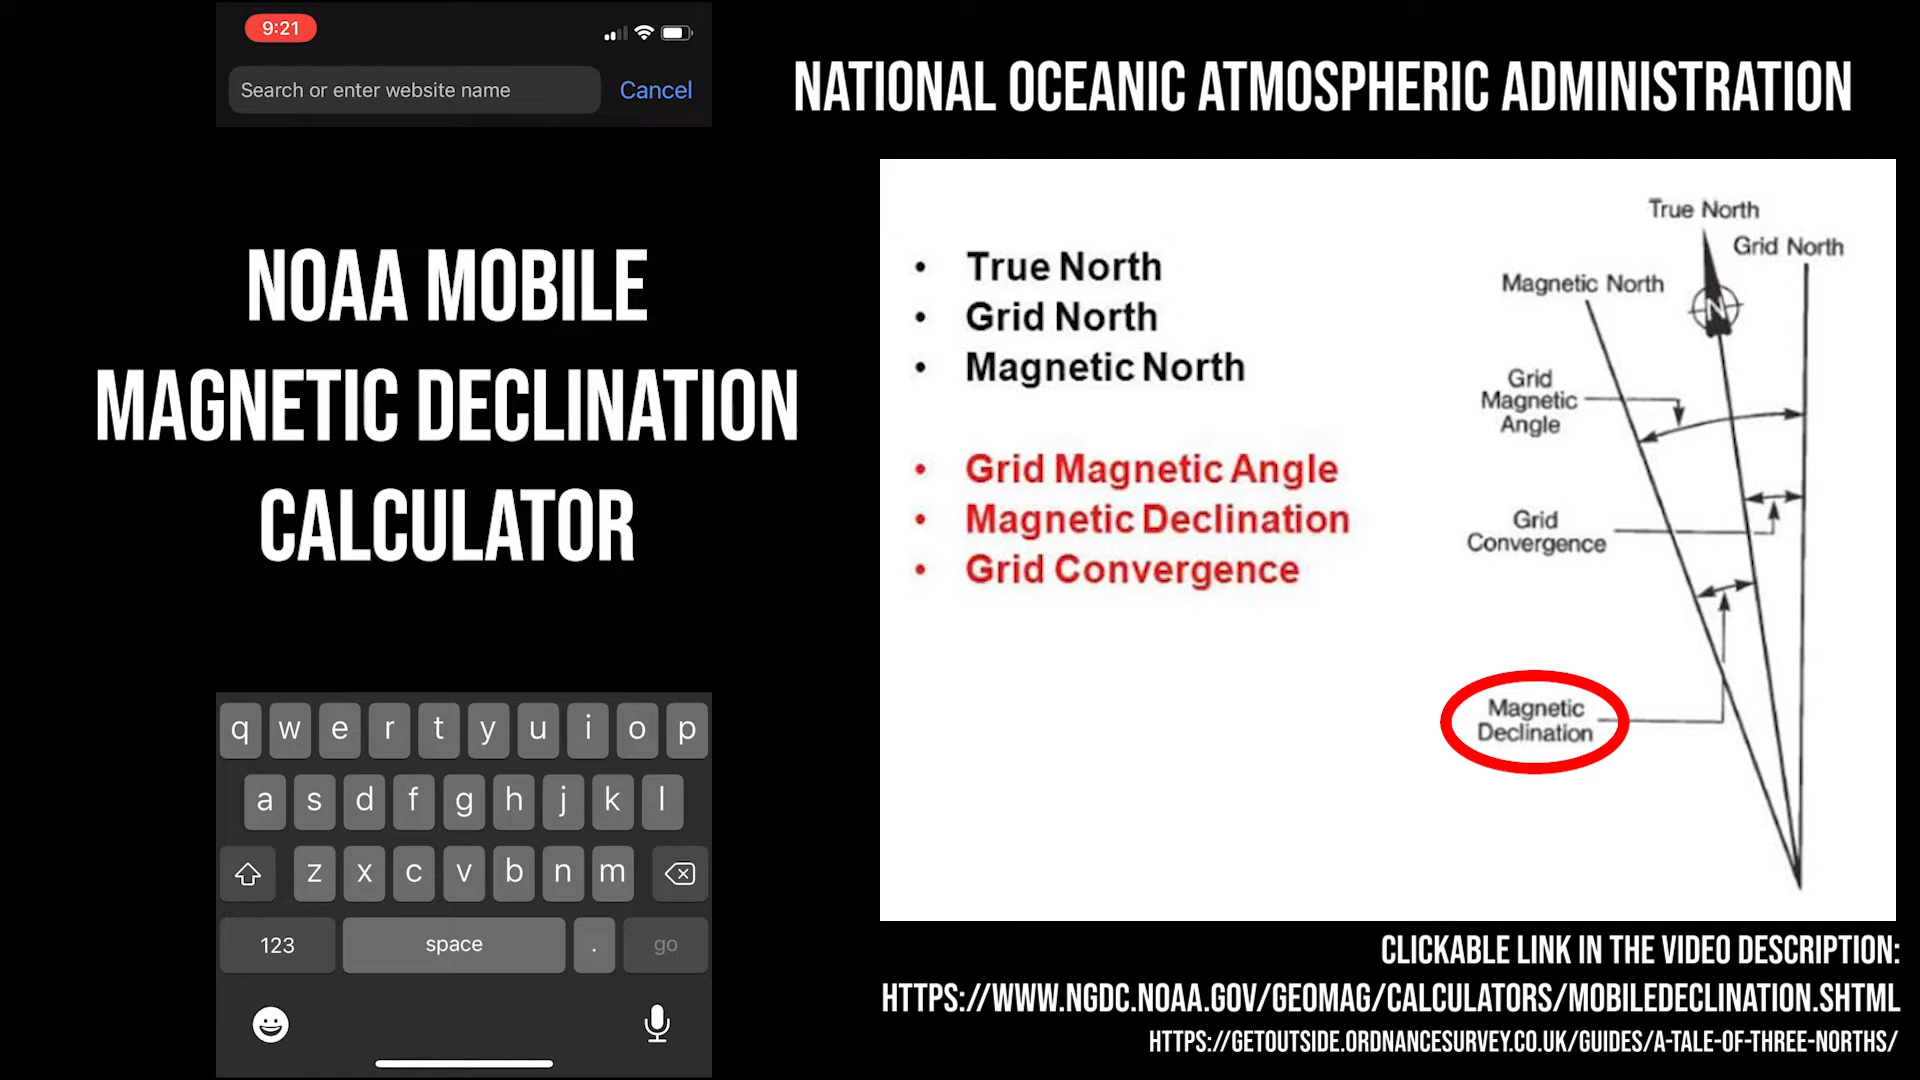 9:21
Search or enter website name
Cancel
NOAA MOBILE
MAGNETIC DECLINATION
CALCULATOR
q w e r t y u i o p
a s d f g h j k l
z x c v b n m
123 space . go
NATIONAL OCEANIC ATMOSPHERIC ADMINISTRATION
• True North
• Grid North
• Magnetic North
• Grid Magnetic Angle
• Magnetic Declination
• Grid Convergence
True North
Grid North
Magnetic North
N
Grid
Magnetic
Angle
Grid
Convergence
Magnetic
Declination
CLICKABLE LINK IN THE VIDEO DESCRIPTION:
HTTPS://WWW.NGDC.NOAA.GOV/GEOMAG/CALCULATORS/MOBILEDECLINATION.SHTML
HTTPS://GETOUTSIDE.ORDNANCESURVEY.CO.UK/GUIDES/A-TALE-OF-THREE-NORTHS/